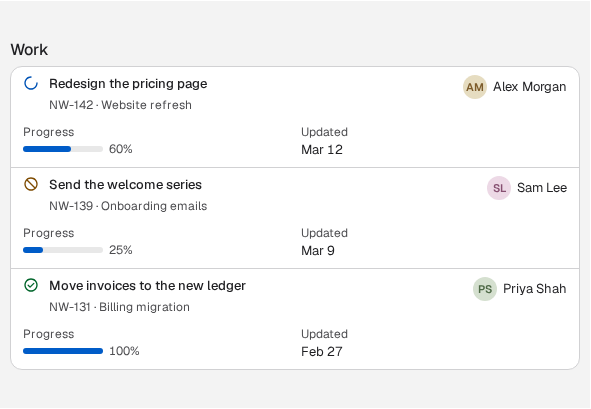 Work
Redesign the pricing page
AM Alex Morgan
NW-142 · Website refresh
Progress
Updated
60%
Mar 12
Send the welcome series
SL Sam Lee
NW-139 · Onboarding emails
Progress
Updated
25%
Mar 9
Move invoices to the new ledger
PS Priya Shah
NW-131 · Billing migration
Progress
Updated
100%
Feb 27